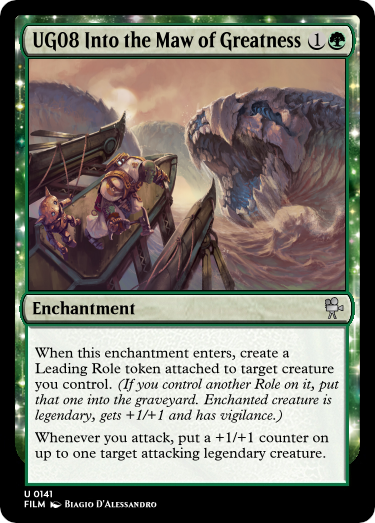 UG08 Into the Maw of Greatness 1
Enchantment
When this enchantment enters, create a
Leading Role token attached to target creature
you control. (If you control another Role on it, put
that one into the graveyard. Enchanted creature is
legendary, gets +1/+1 and has vigilance.)
Whenever you attack, put a +1/+1 counter on
up to one target attacking legendary creature.
U 0141
FILM Biagio D'Alessandro